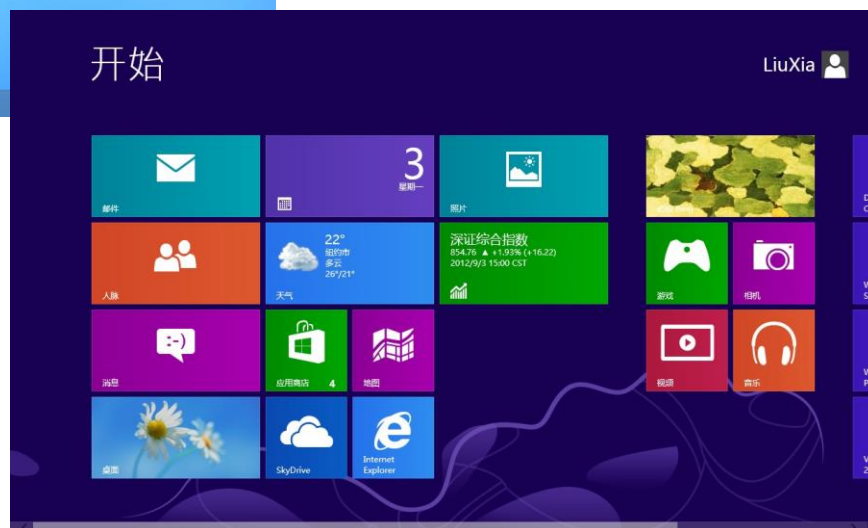 开始
LiuXia
邮件
3
星期一
照片
人脉
22°
纽约市
多云
26°/21°
天气
深证综合指数
854.76 ▲ +1.93% (+16.22)
2012/9/3 15:00 CST
游戏
相机
消息
应用商店 4
地图
视频
音乐
桌面
SkyDrive
Internet
Explorer